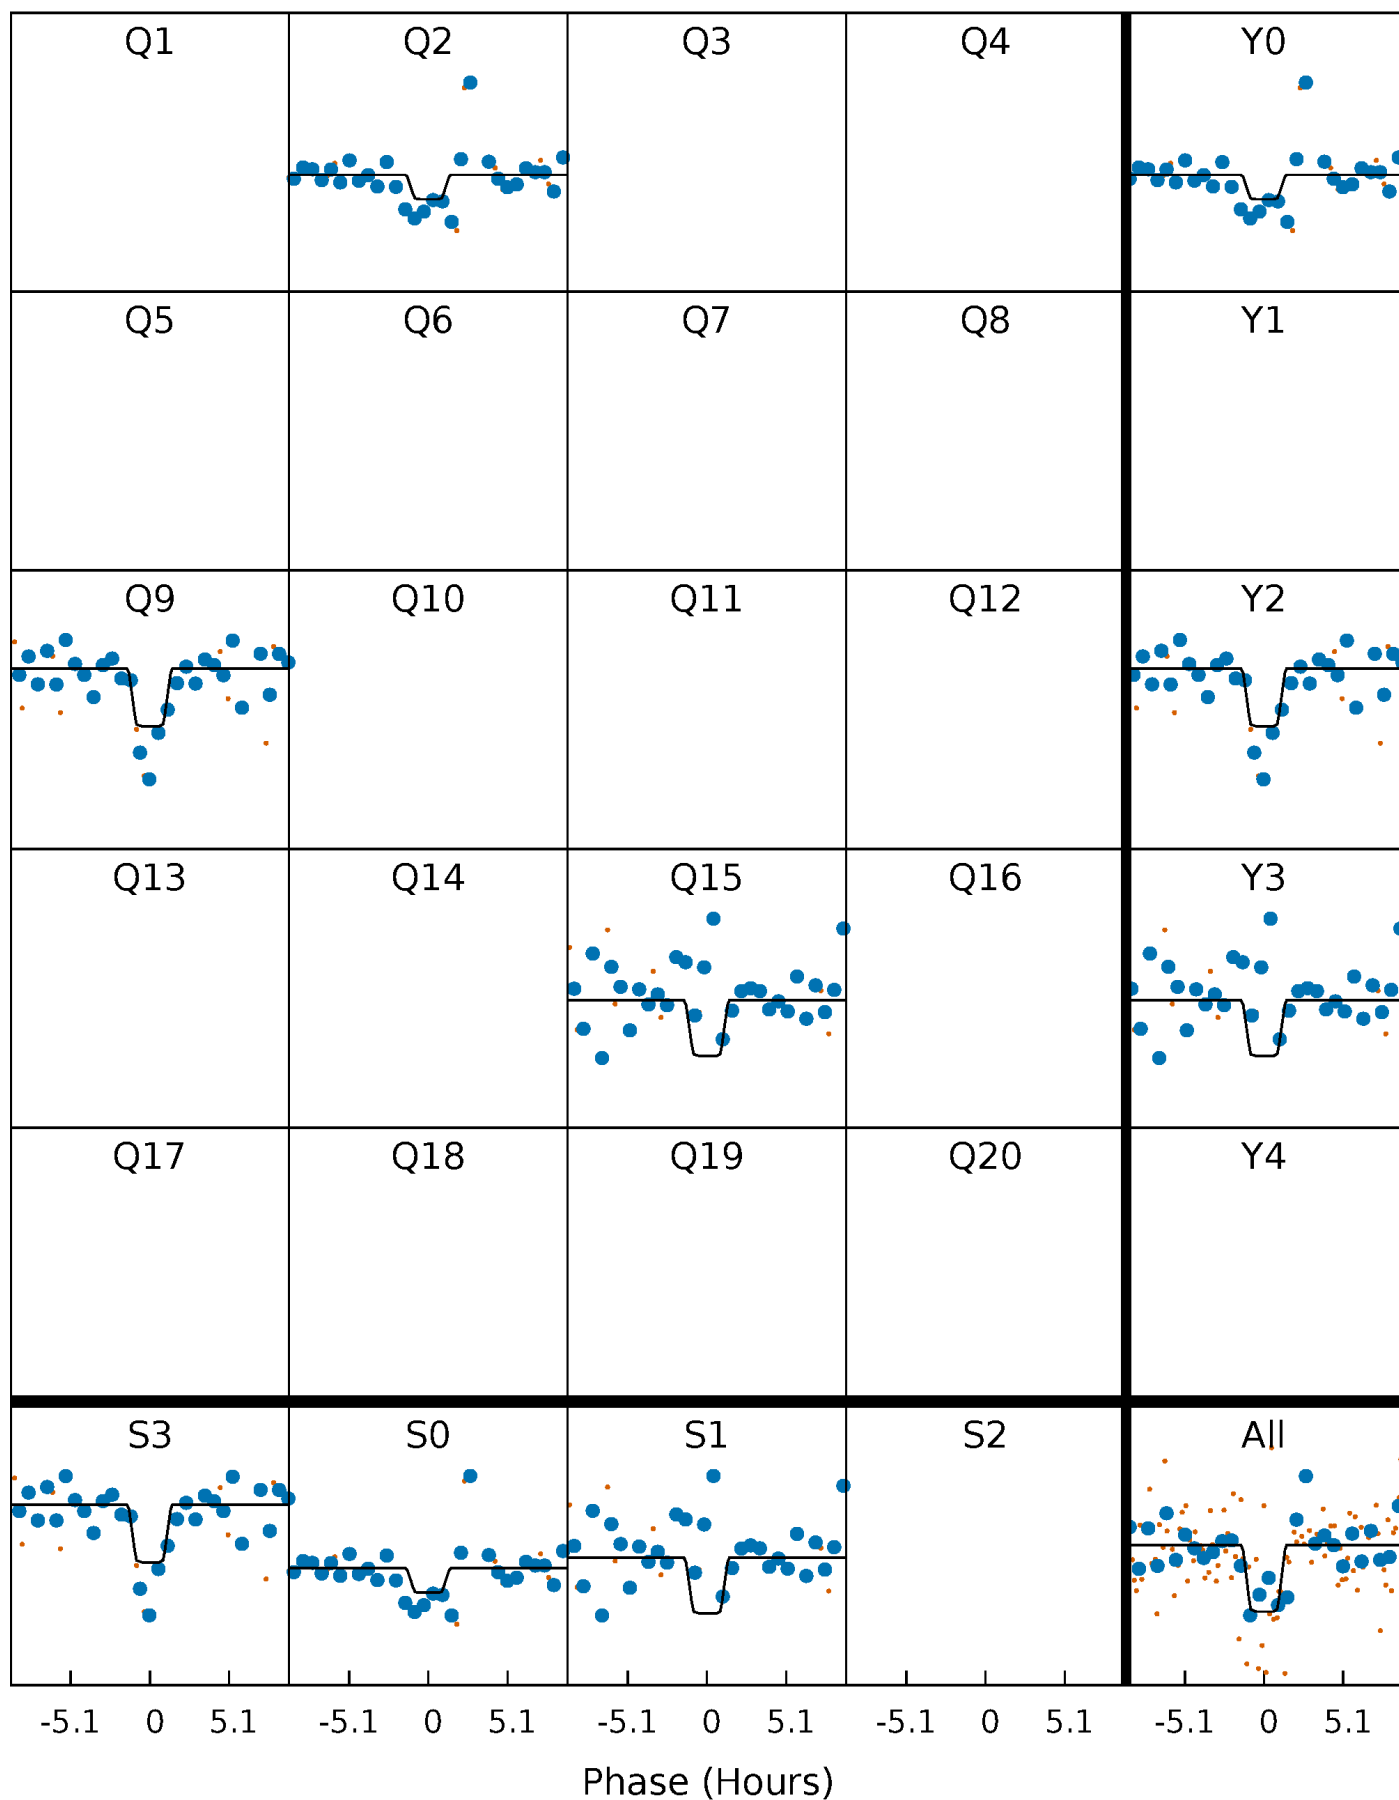 Q1 Q2 Q3 Q4 Y0
Q5 Q6 Q7 Q8 Y1
Q9 Q10 Q11 Q12 Y2
Q13 Q14 Q15 Q16 Y3
Q17 Q18 Q19 Q20 Y4
S3 S0 S1 S2 All
-5.1 0 5.1 -5.1 0 5.1 -5.1 0 5.1 -5.1 0 5.1 -5.1 0 5.1
Phase (Hours)